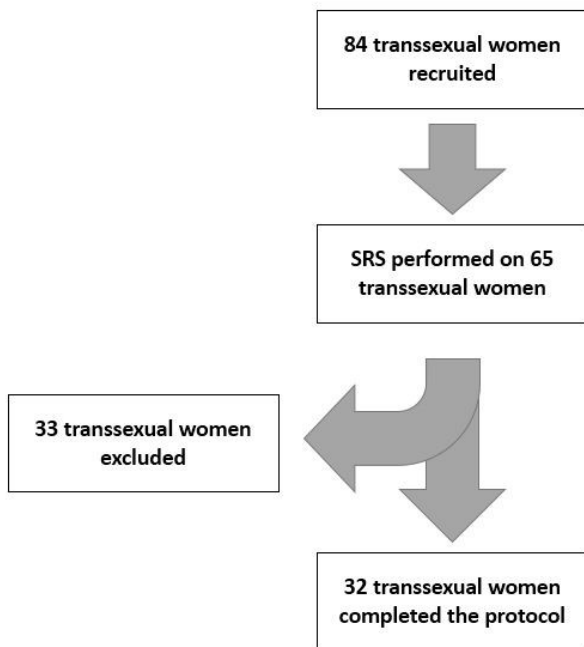 84 transsexual women
recruited
SRS performed on 65
transsexual women
33 transsexual women
excluded
32 transsexual women
completed the protocol